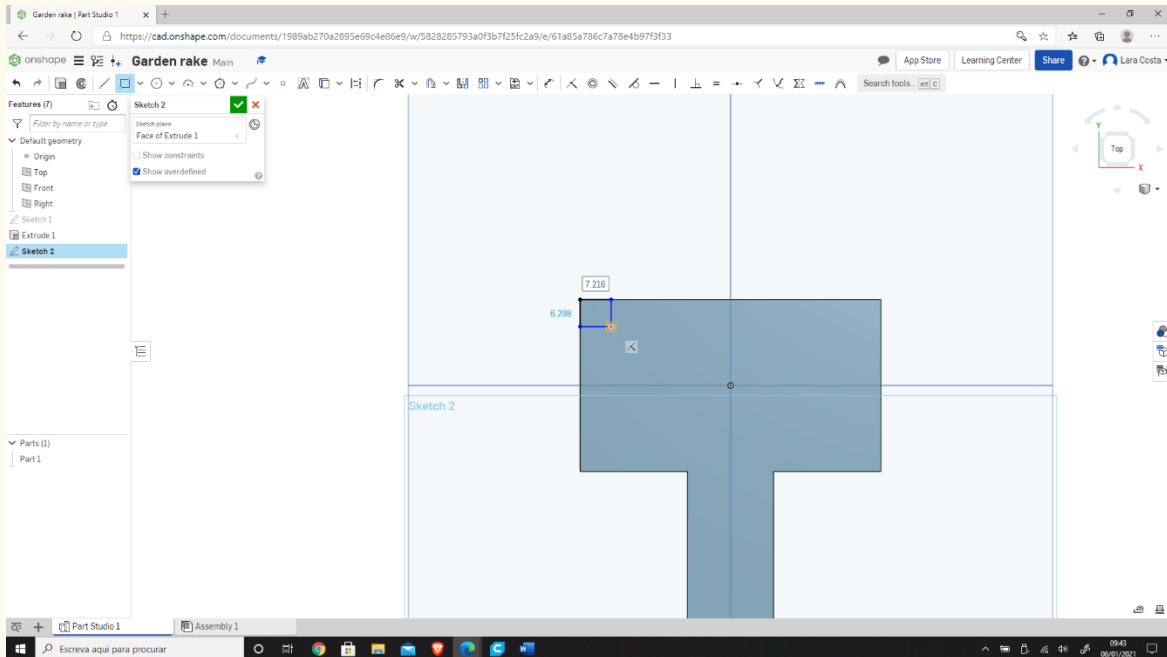 Garden rake | Part Studio 1
https://cad.onshape.com/documents/1989ab270a2895e69c4e86e9/w/5828285793a0f3b7f25fc2a9/e/61a85a786c7a78e4b97f3f33
onshape Garden rake Main App Store Learning Center Share Lara Costa
Search tools... alt C
Features (7)
Filter by name or type
Default geometry
Origin
Top
Front
Right
Sketch 1
Extrude 1
Sketch 2
Sketch 2
Sketch plane
Face of Extrude 1
Show constraints
Show overdefined
Y
Top
X
7.216
6.298
Sketch 2
Parts (1)
Part 1
Part Studio 1 Assembly 1
Escreva aqui para procurar
09:43
08/01/2021